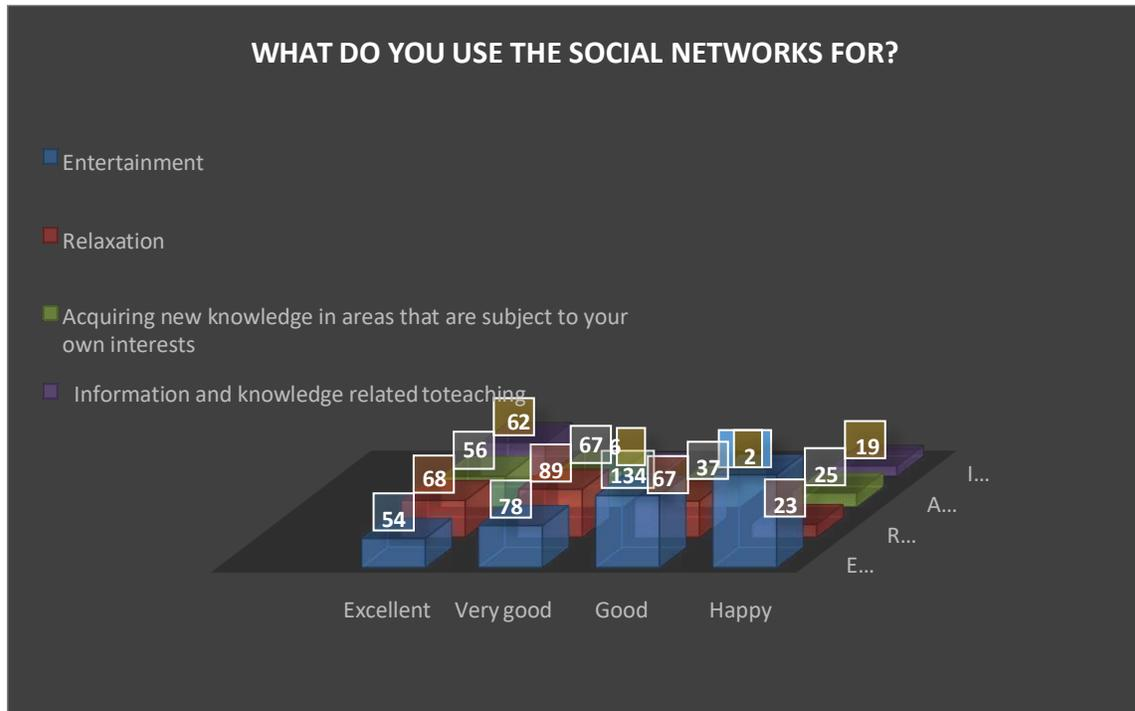 WHAT DO YOU USE THE SOCIAL NETWORKS FOR?
Entertainment
Relaxation
Acquiring new knowledge in areas that are subject to your
own interests
Information and knowledge related toteaching
62
56
67
68
89
134
67
37
2
19
25
54
78
23
I...
A...
R...
E...
Excellent
Very good
Good
Happy